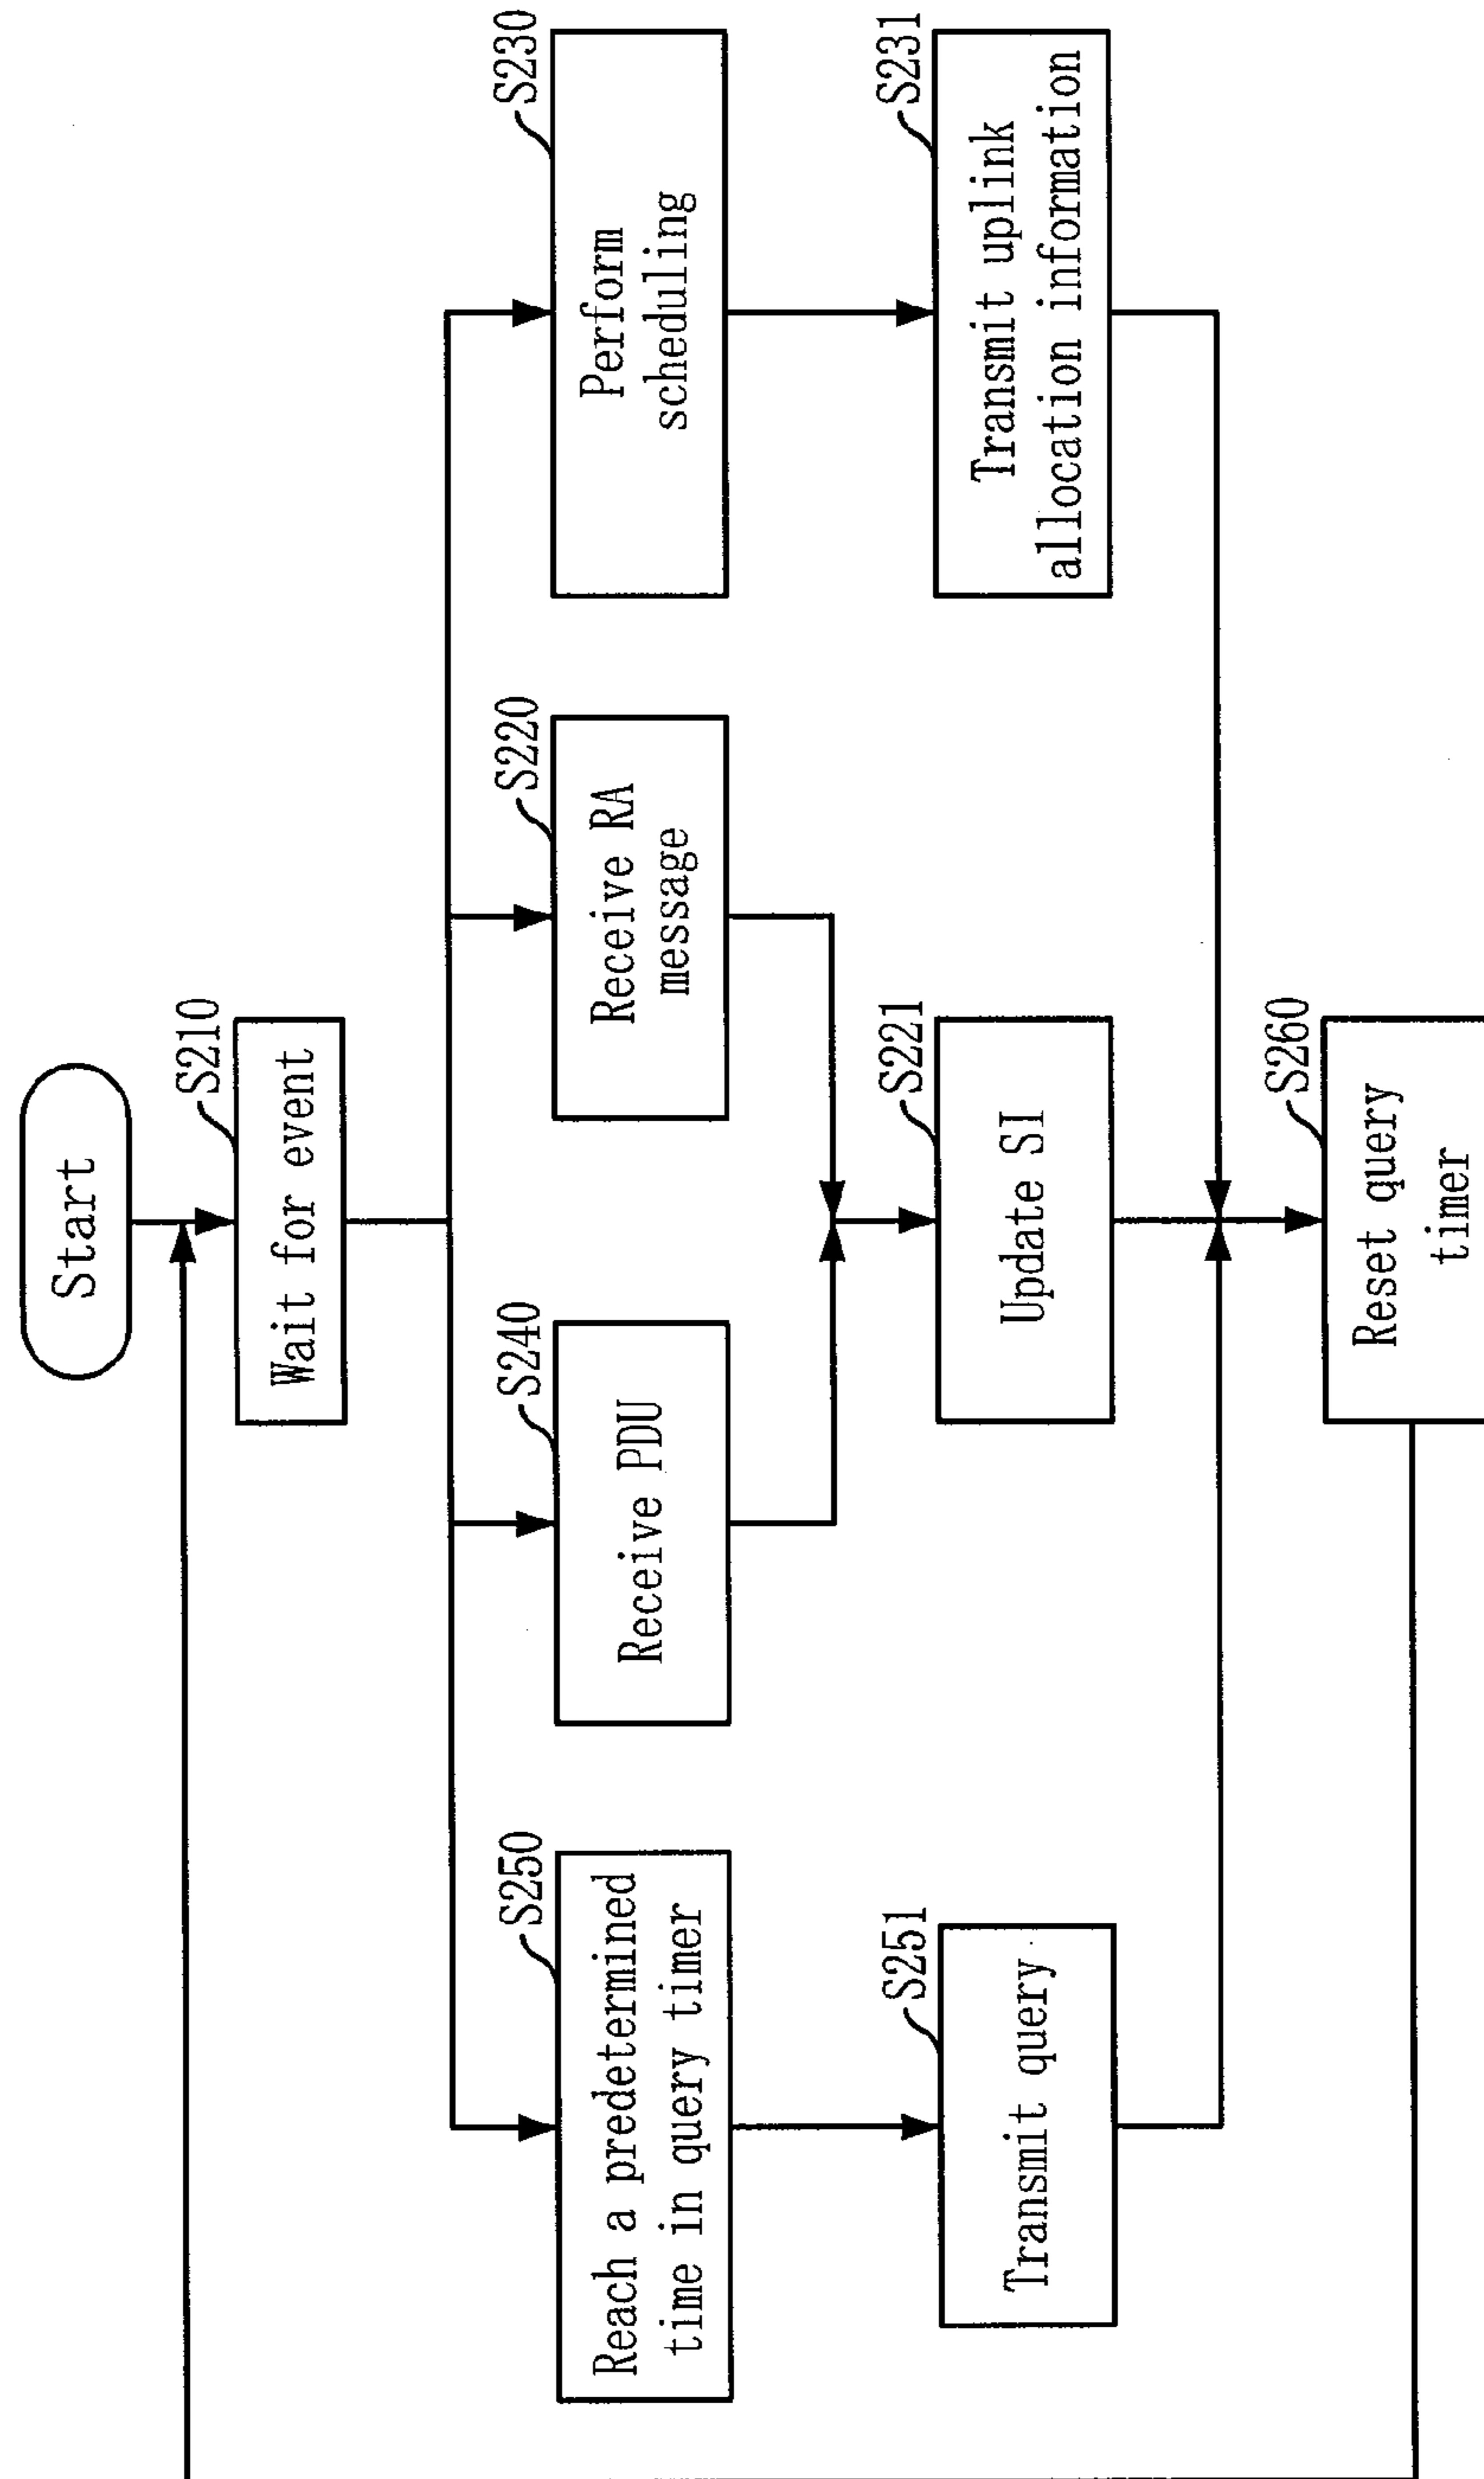 Start
S210
Wait for event
S250
Reach a predetermined
time in query timer
S240
Receive PDU
S220
Receive RA
message
S230
Perform
scheduling
S251
Transmit query
S221
Update SI
S231
Transmit uplink
allocation information
S260
Reset query
timer